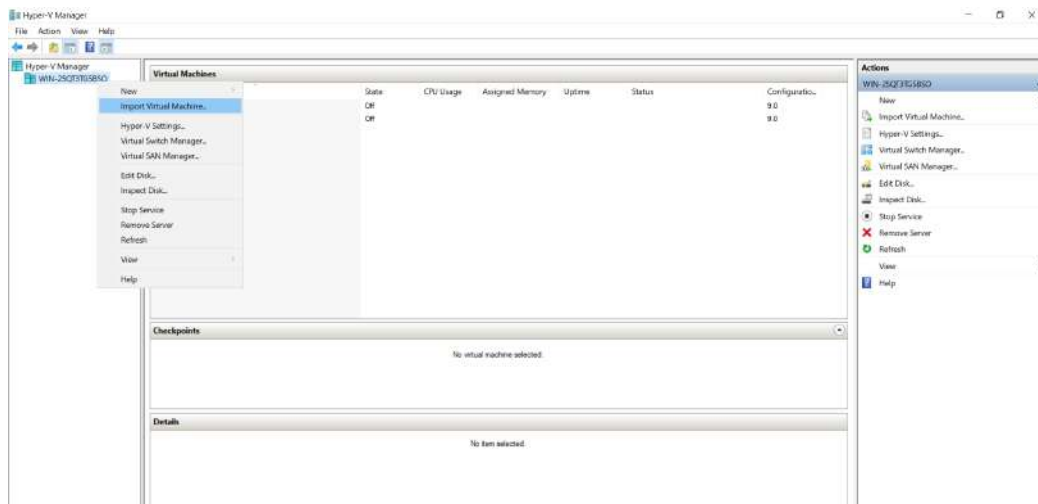 Hyper-V Manager
File Action View Help
Hyper-V Manager
WIN-25QT3TG5BSO
New
Import Virtual Machine...
Hyper-V Settings...
Virtual Switch Manager...
Virtual SAN Manager...
Edit Disk...
Inspect Disk...
Stop Service
Remove Server
Refresh
View
Help
Virtual Machines
State CPU Usage Assigned Memory Uptime Status Configuratio...
Off 9.0
Off 9.0
Checkpoints
No virtual machine selected.
Details
No item selected.
Actions
WIN-25QT3TG5BSO
New
Import Virtual Machine...
Hyper-V Settings...
Virtual Switch Manager...
Virtual SAN Manager...
Edit Disk...
Inspect Disk...
Stop Service
Remove Server
Refresh
View
Help